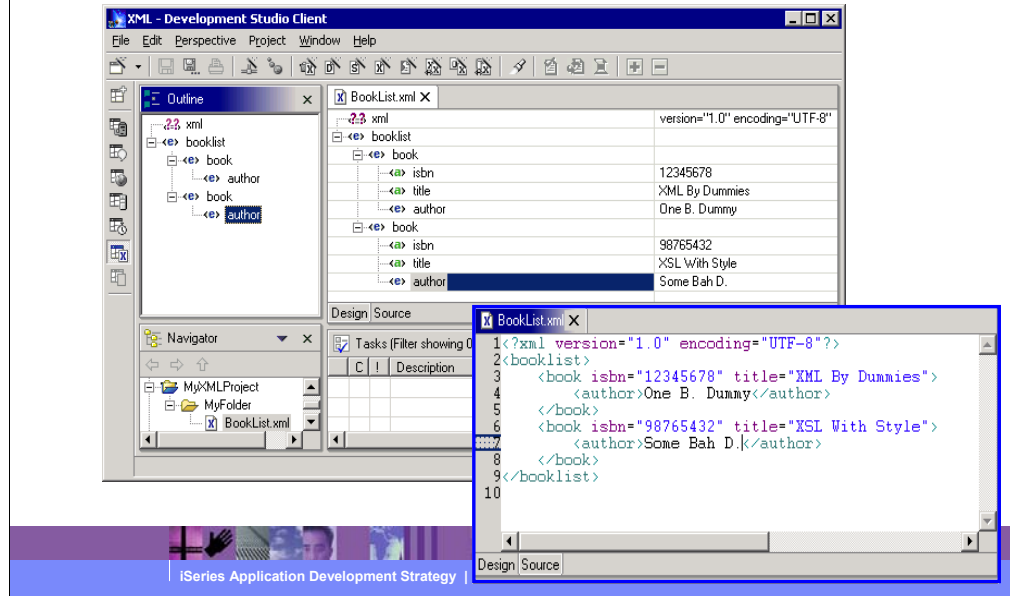 XML - Development Studio Client
File Edit Perspective Project Window Help
Outline
xml
booklist
book
author
book
author
BookList.xml
xml version="1.0" encoding="UTF-8"
booklist
book
isbn 12345678
title XML By Dummies
author One B. Dummy
book
isbn 98765432
title XSL With Style
author Some Bah D.
Design Source
Navigator
MyXMLProject
MyFolder
BookList.xml
Tasks (Filter showing 0
C ! Description
BookList.xml
1<?xml version="1.0" encoding="UTF-8"?>
2<booklist>
3 <book isbn="12345678" title="XML By Dummies">
4 <author>One B. Dummy</author>
5 </book>
6 <book isbn="98765432" title="XSL With Style">
7 <author>Some Bah D.</author>
8 </book>
9</booklist>
10
Design Source
iSeries Application Development Strategy |